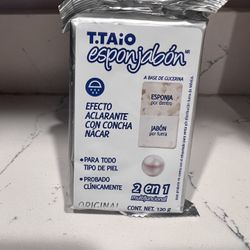 T.TAiO
esponjabón
MR
A BASE DE GLICERINA
ESPONJA
por dentro
JABÓN
por fuera
EFECTO
ACLARANTE
CON CONCHA
NÁCAR
•PARA TODO
TIPO DE PIEL
•PROBADO
CLÍNICAMENTE
2 en 1
multifuncional
ORIGINAL
CONT. NET. 120 g